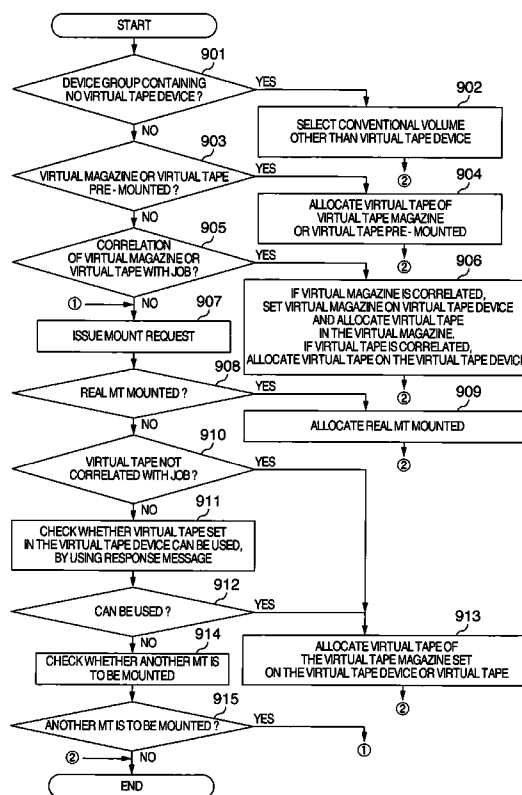 START
901
DEVICE GROUP CONTAINING
NO VIRTUAL TAPE DEVICE ?
YES
NO
902
SELECT CONVENTIONAL VOLUME
OTHER THAN VIRTUAL TAPE DEVICE
②
903
VIRTUAL MAGAZINE OR VIRTUAL TAPE
PRE - MOUNTED ?
YES
NO
904
ALLOCATE VIRTUAL TAPE OF
VIRTUAL TAPE MAGAZINE
OR VIRTUAL TAPE PRE - MOUNTED
②
905
CORRELATION
OF VIRTUAL MAGAZINE OR
VIRTUAL TAPE WITH JOB ?
YES
NO
906
IF VIRTUAL MAGAZINE IS CORRELATED,
SET VIRTUAL MAGAZINE ON VIRTUAL TAPE
AND ALLOCATE VIRTUAL TAPE
IN THE VIRTUAL MAGAZINE.
IF VIRTUAL TAPE IS CORRELATED,
ALLOCATE VIRTUAL TAPE ON THE VIRTUAL TAPE DEVICE
②
①
907
ISSUE MOUNT REQUEST
908
REAL MT MOUNTED ?
YES
NO
909
ALLOCATE REAL MT MOUNTED
②
910
VIRTUAL TAPE NOT
CORRELATED WITH JOB ?
YES
NO
911
CHECK WHETHER VIRTUAL TAPE SET
IN THE VIRTUAL TAPE DEVICE CAN BE USED,
BY USING RESPONSE MESSAGE
912
CAN BE USED ?
YES
NO
913
ALLOCATE VIRTUAL TAPE OF
THE VIRTUAL TAPE MAGAZINE SET
ON THE VIRTUAL TAPE DEVICE OR VIRTUAL TAPE
②
914
CHECK WHETHER ANOTHER MT IS
TO BE MOUNTED
915
ANOTHER MT IS TO BE MOUNTED ?
YES
①
②
NO
END